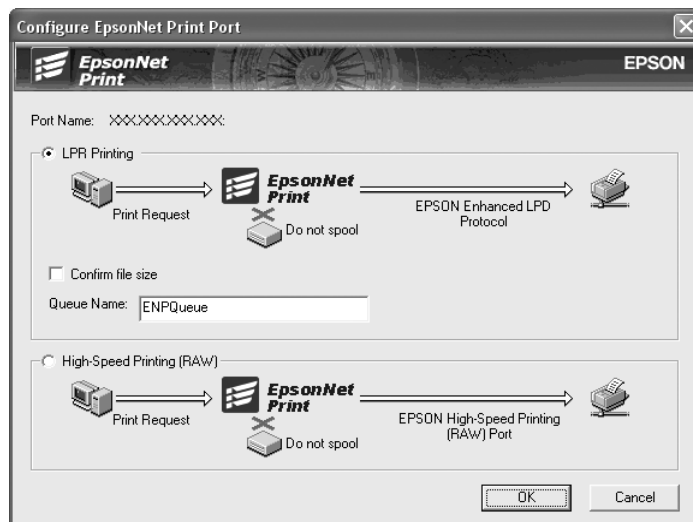 Configure EpsonNet Print Port
EpsonNet
Print
EPSON
Port Name: XXX.XXX.XXX.XXX:
LPR Printing
EpsonNet
Print
Print Request
EPSON Enhanced LPD
Protocol
Do not spool
Confirm file size
Queue Name: ENPQueue
High-Speed Printing (RAW)
EpsonNet
Print
Print Request
EPSON High-Speed Printing
(RAW) Port
Do not spool
OK Cancel